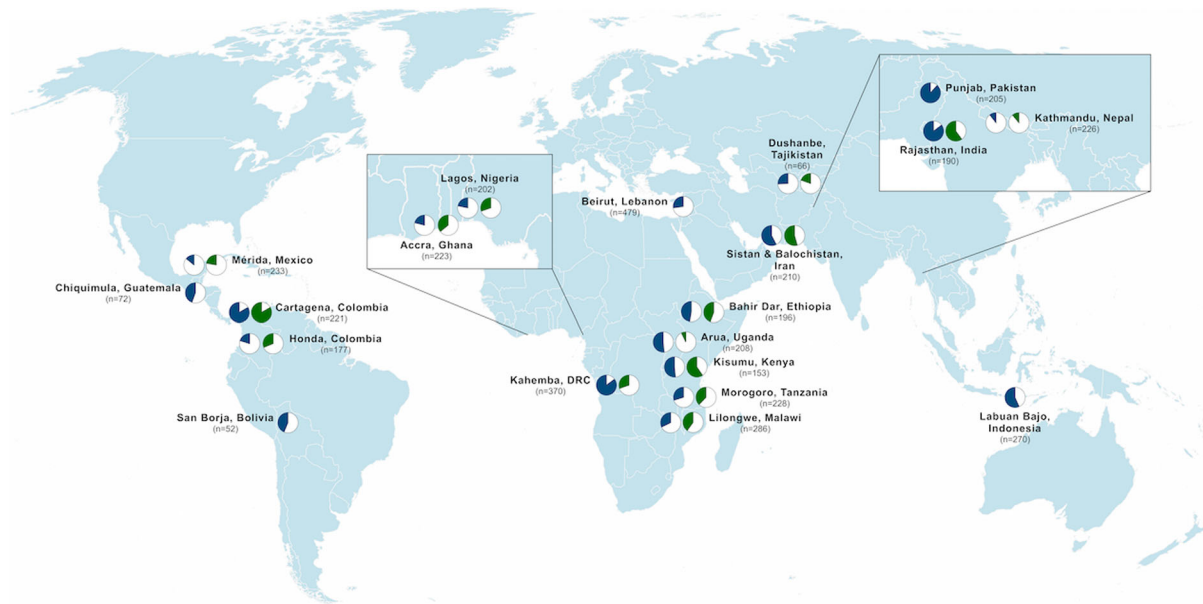 Punjab, Pakistan
(n=205)
Kathmandu, Nepal
(n=226)
Rajasthan, India
(n=190)
Dushanbe,
Tajikistan
(n=66)
Lagos, Nigeria
(n=202)
Beirut, Lebanon
(n=479)
Accra, Ghana
(n=223)
Sistan & Balochistan,
Iran
(n=210)
Mérida, Mexico
(n=233)
Chiquimula, Guatemala
(n=72)
Cartagena, Colombia
(n=221)
Bahir Dar, Ethiopia
(n=196)
Honda, Colombia
(n=177)
Arua, Uganda
(n=208)
Kisumu, Kenya
(n=153)
Kahemba, DRC
(n=370)
Morogoro, Tanzania
(n=228)
San Borja, Bolivia
(n=52)
Lilongwe, Malawi
(n=286)
Labuan Bajo,
Indonesia
(n=270)